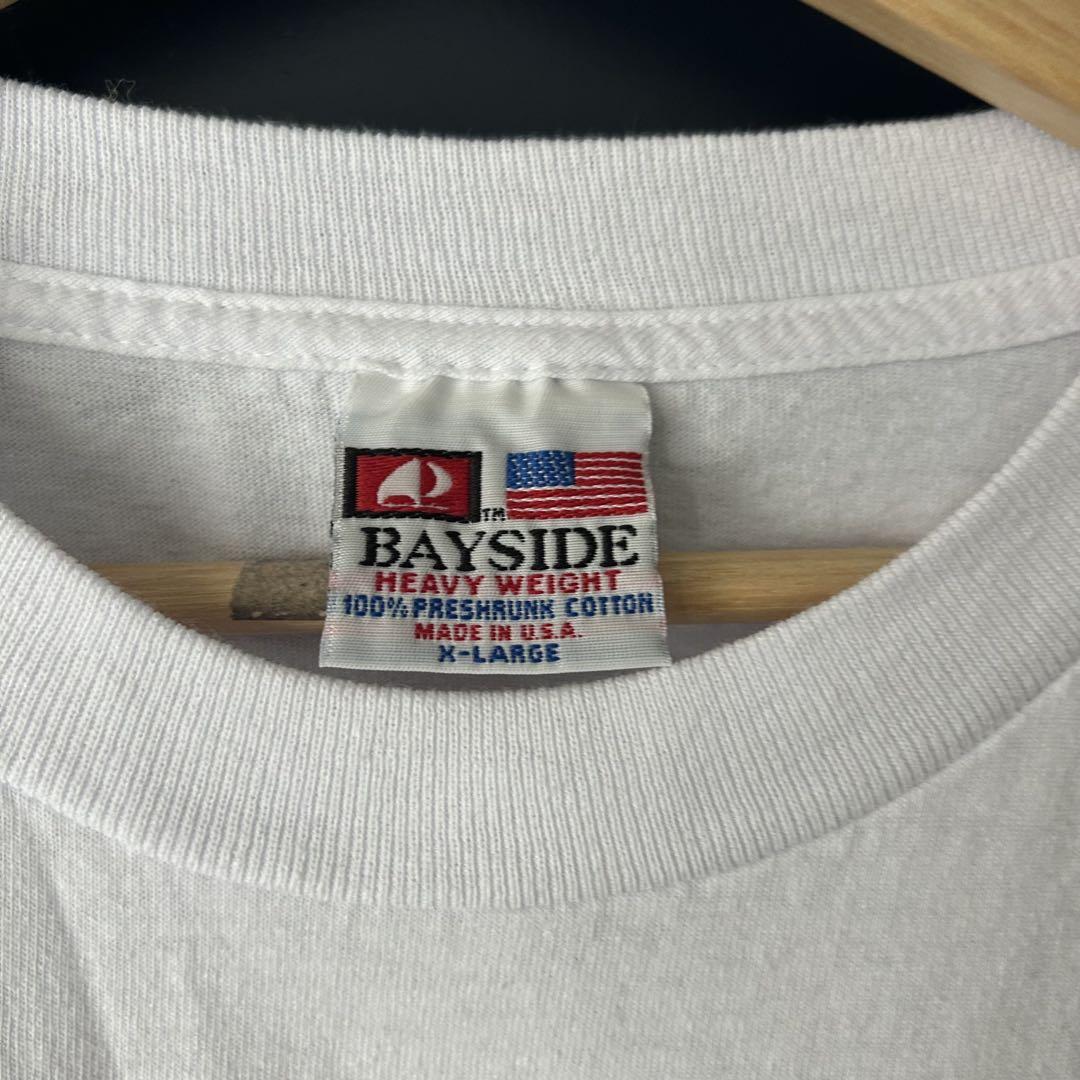 TM
BAYSIDE
HEAVY WEIGHT
100% PRESHRUNK COTTON
MADE IN U.S.A.
X-LARGE